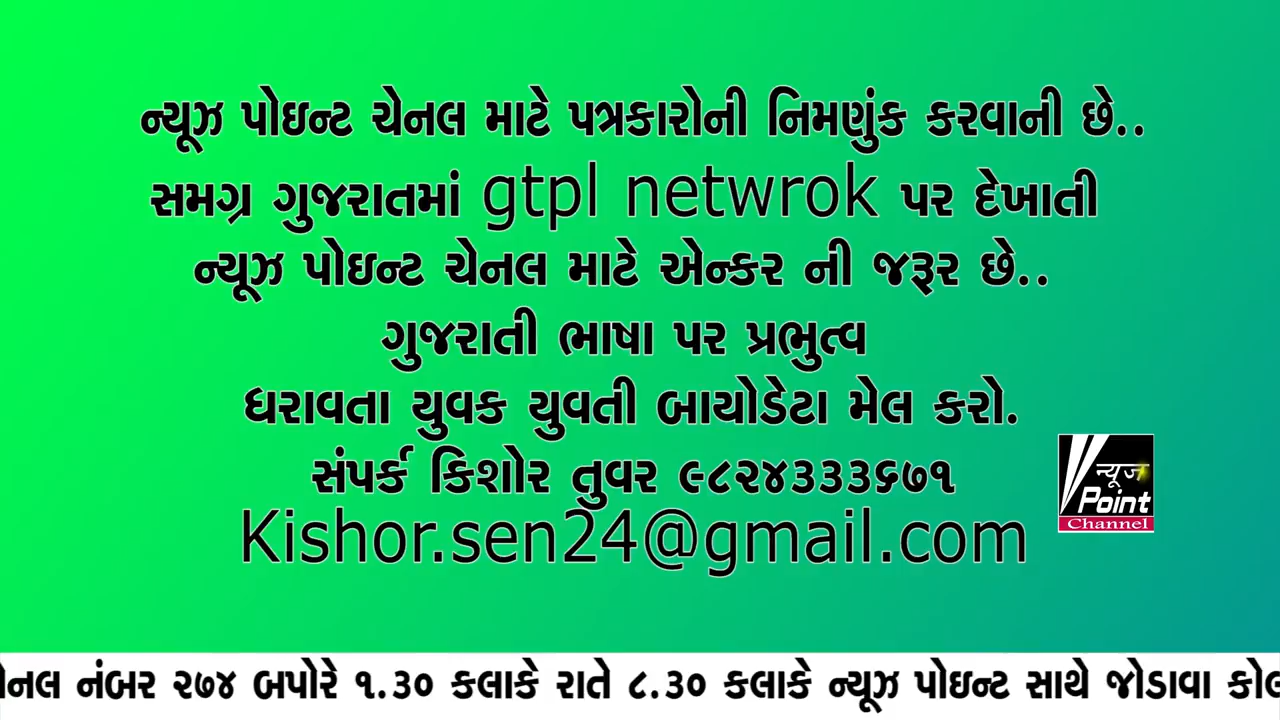 ન્યૂઝ પોઇન્ટ ચેનલ માટે પત્રકારોની નિમણુંક કરવાની છે..
સમગ્ર ગુજરાતમાં gtpl netwrok પર દેખાતી
ન્યૂઝ પોઇન્ટ ચેનલ માટે એન્કર ની જરૂર છે..
ગુજરાતી ભાષા પર પ્રભુત્વ
ધરાવતા યુવક યુવતી બાયોડેટા મેલ કરો.
સંપર્ક કિશોર તુવર ૯૮૨૪૩૩૩૬૭૧
Kishor.sen24@gmail.com
न्यूज
Point
Channel
નંબર ૨૭૪ બપોરે ૧.૩૦ કલાકે રાતે ૮.૩૦ કલાકે ન્યૂઝ પોઇન્ટ સાથે જોડાવા